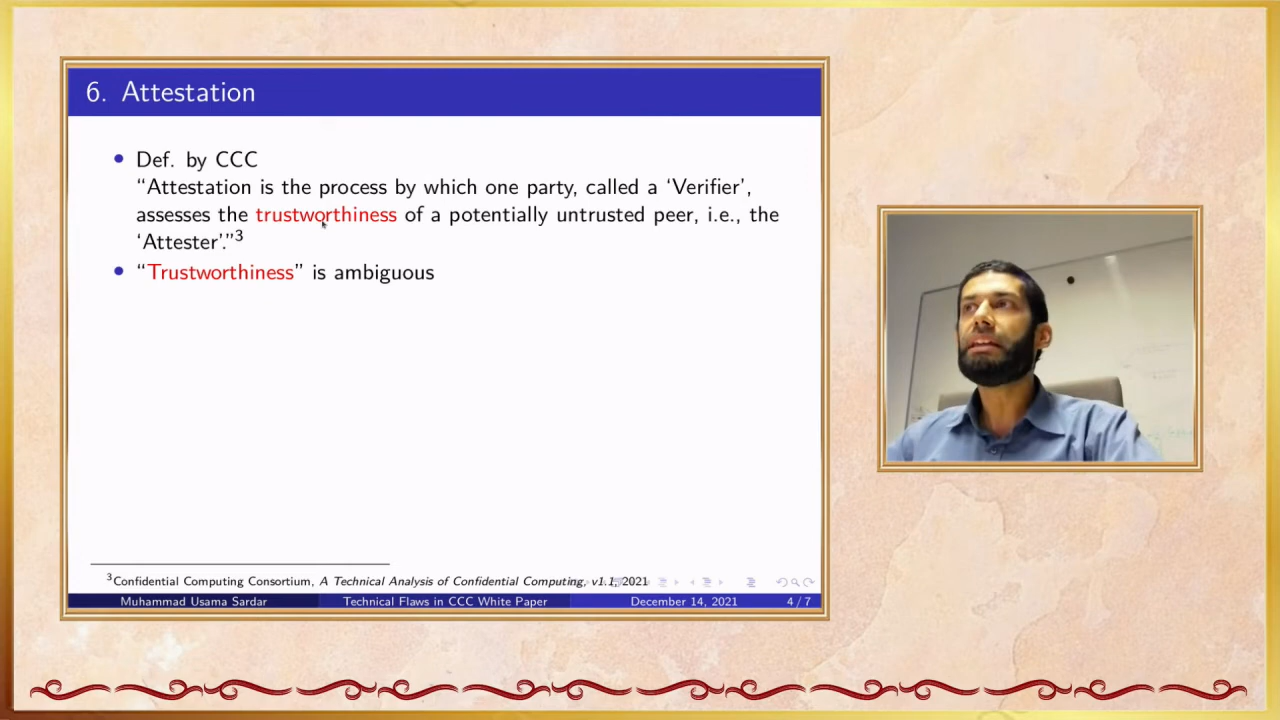 6. Attestation
• Def. by CCC
“Attestation is the process by which one party, called a ‘Verifier’,
assesses the trustworthiness of a potentially untrusted peer, i.e., the
‘Attester’.”3
• “Trustworthiness” is ambiguous
3Confidential Computing Consortium, A Technical Analysis of Confidential Computing, v1.1, 2021
Muhammad Usama Sardar Technical Flaws in CCC White Paper December 14, 2021 4 / 7